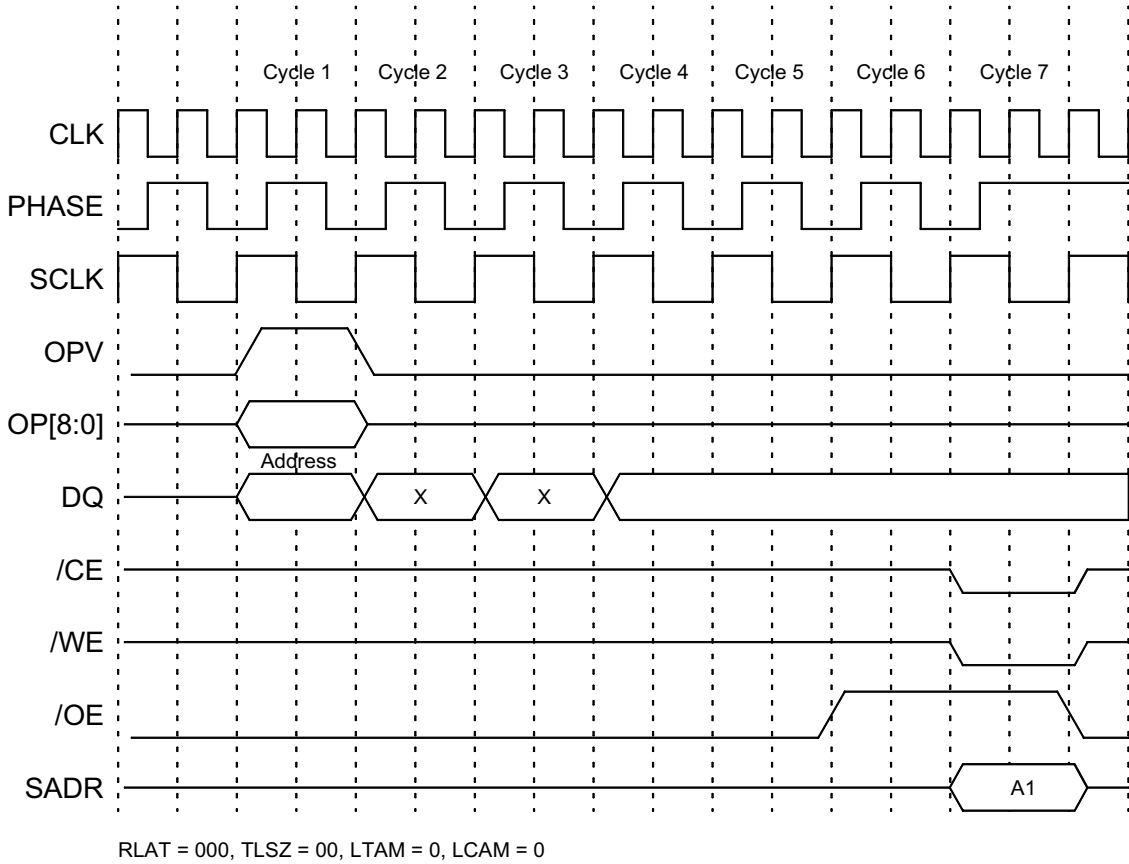 Cycle 1 Cycle 2 Cycle 3 Cycle 4 Cycle 5 Cycle 6 Cycle 7
CLK
PHASE
SCLK
OPV
OP[8:0]
Address
DQ X X
/CE
/WE
/OE
SADR A1
RLAT = 000, TLSZ = 00, LTAM = 0, LCAM = 0